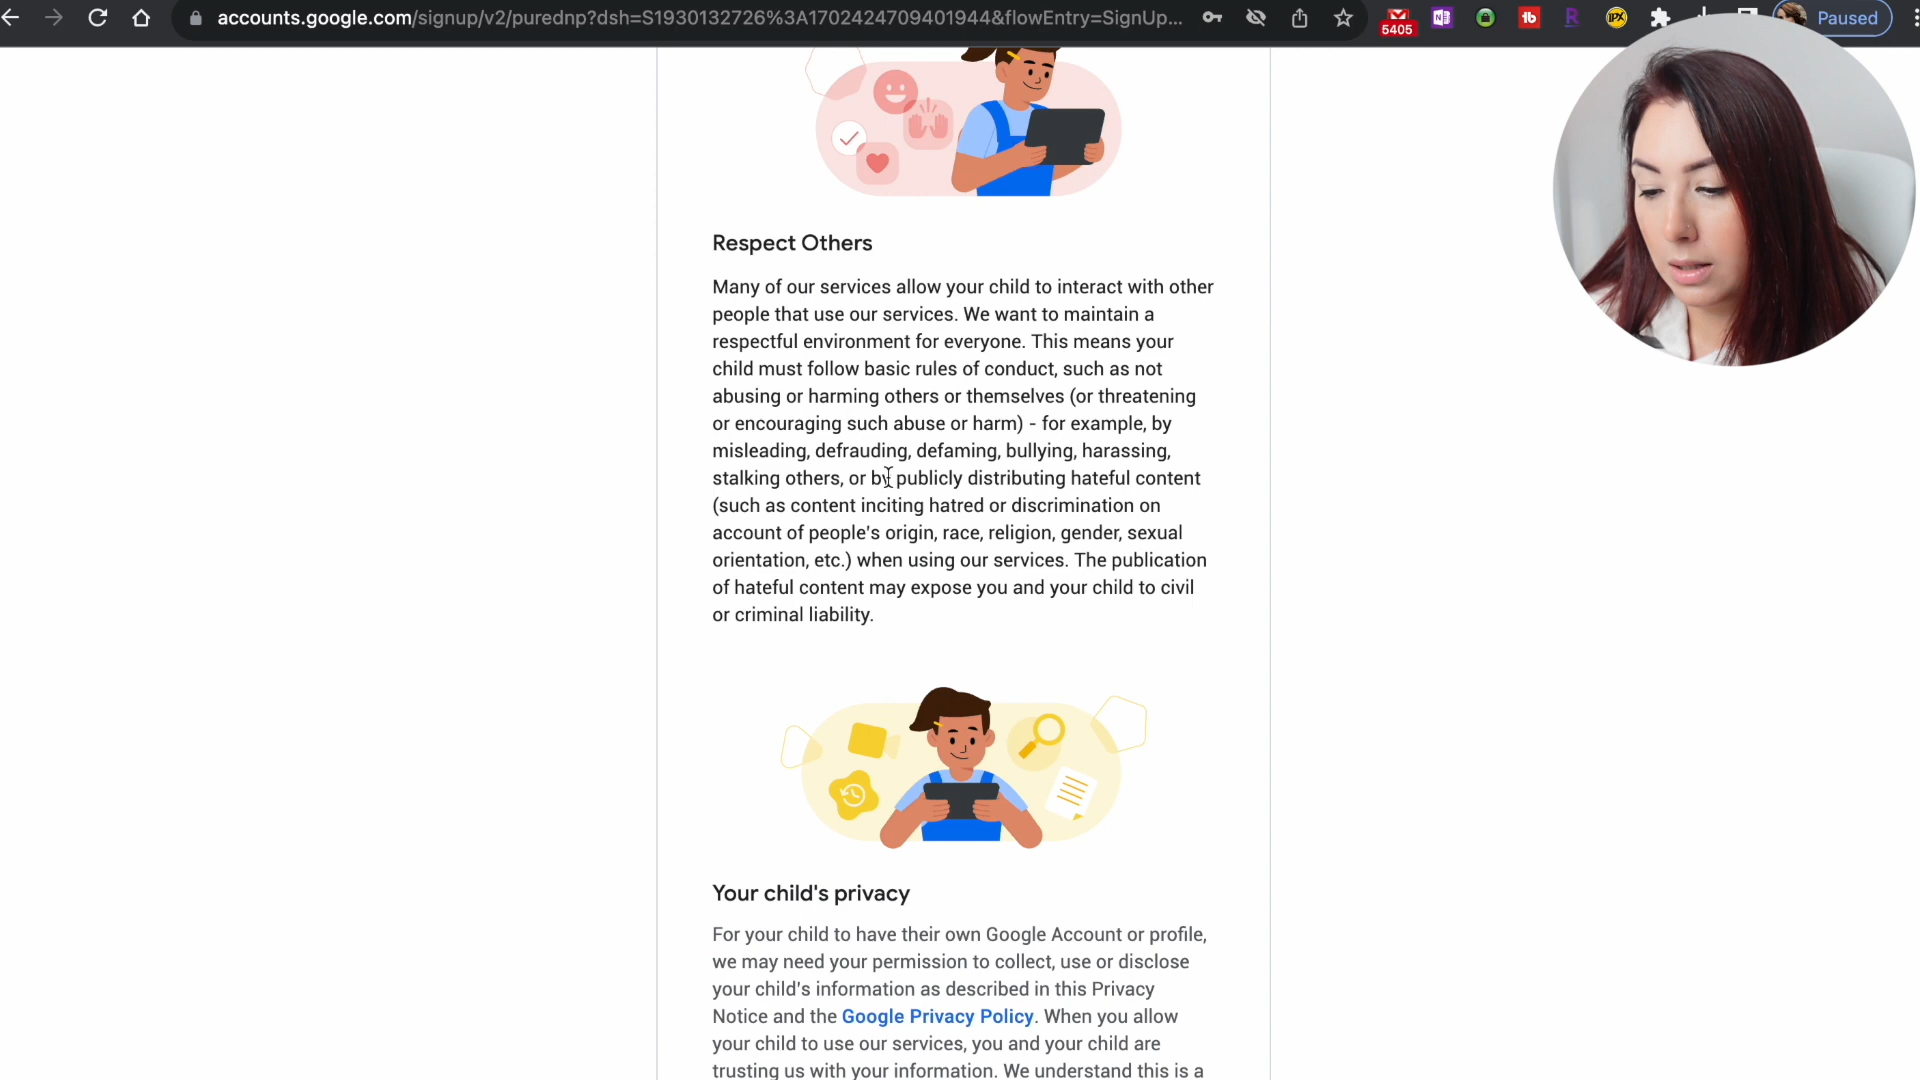 accounts.google.com/signup/v2/purednp?dsh=S1930132726%3A1702424709401944&flowEntry=SignUp...
5405
N
tb
R
IPX
Paused
Respect Others
Many of our services allow your child to interact with other
people that use our services. We want to maintain a
respectful environment for everyone. This means your
child must follow basic rules of conduct, such as not
abusing or harming others or themselves (or threatening
or encouraging such abuse or harm) - for example, by
misleading, defrauding, defaming, bullying, harassing,
stalking others, or by publicly distributing hateful content
(such as content inciting hatred or discrimination on
account of people's origin, race, religion, gender, sexual
orientation, etc.) when using our services. The publication
of hateful content may expose you and your child to civil
or criminal liability.
Your child's privacy
For your child to have their own Google Account or profile,
we may need your permission to collect, use or disclose
your child's information as described in this Privacy
Notice and the Google Privacy Policy. When you allow
your child to use our services, you and your child are
trusting us with your information. We understand this is a